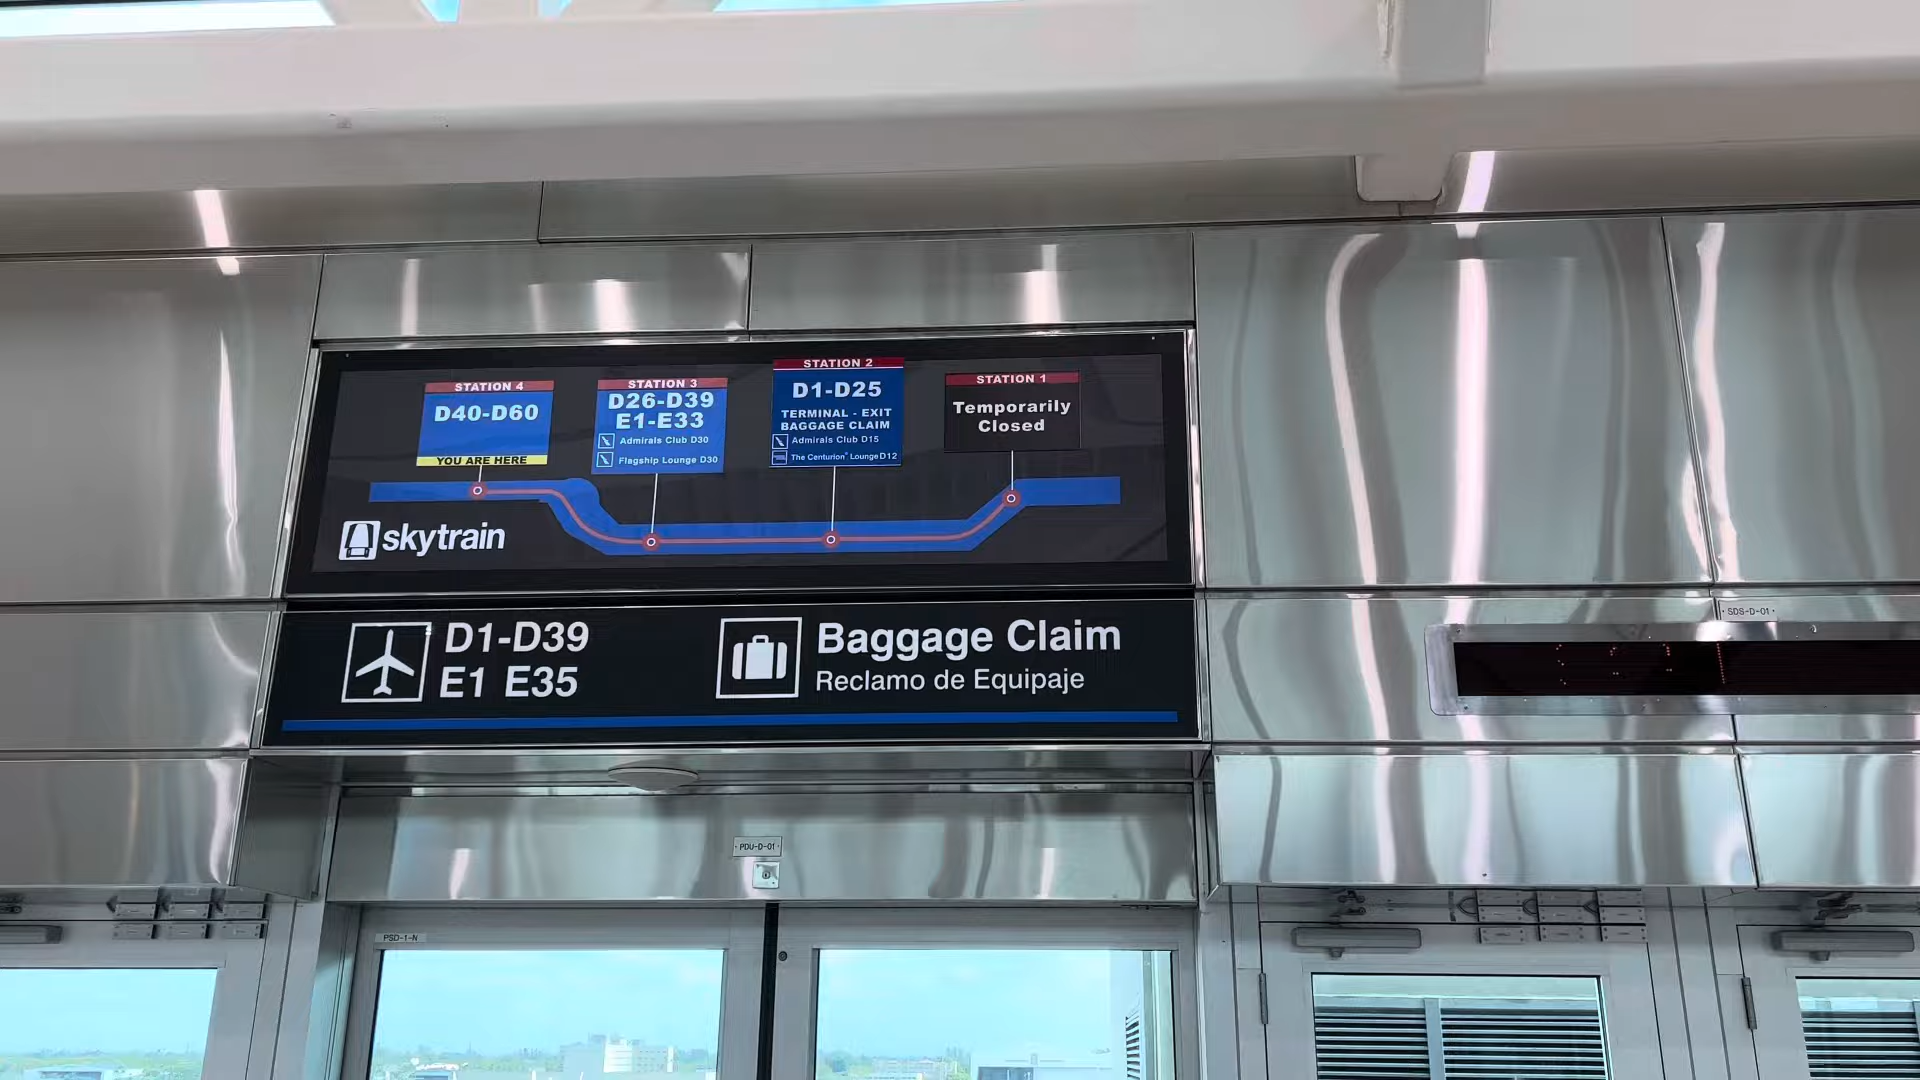 STATION 4
D40-D60
YOU ARE HERE
STATION 3
D26-D39
E1-E33
Admirals Club D30
Flagship Lounge D30
STATION 2
D1-D25
TERMINAL - EXIT
BAGGAGE CLAIM
Admirals Club D15
The Centurion® Lounge D12
STATION 1
Temporarily
Closed
skytrain
D1-D39
E1 E35
Baggage Claim
Reclamo de Equipaje
SDS-D-01
PDU-D-01
PSD-1-N